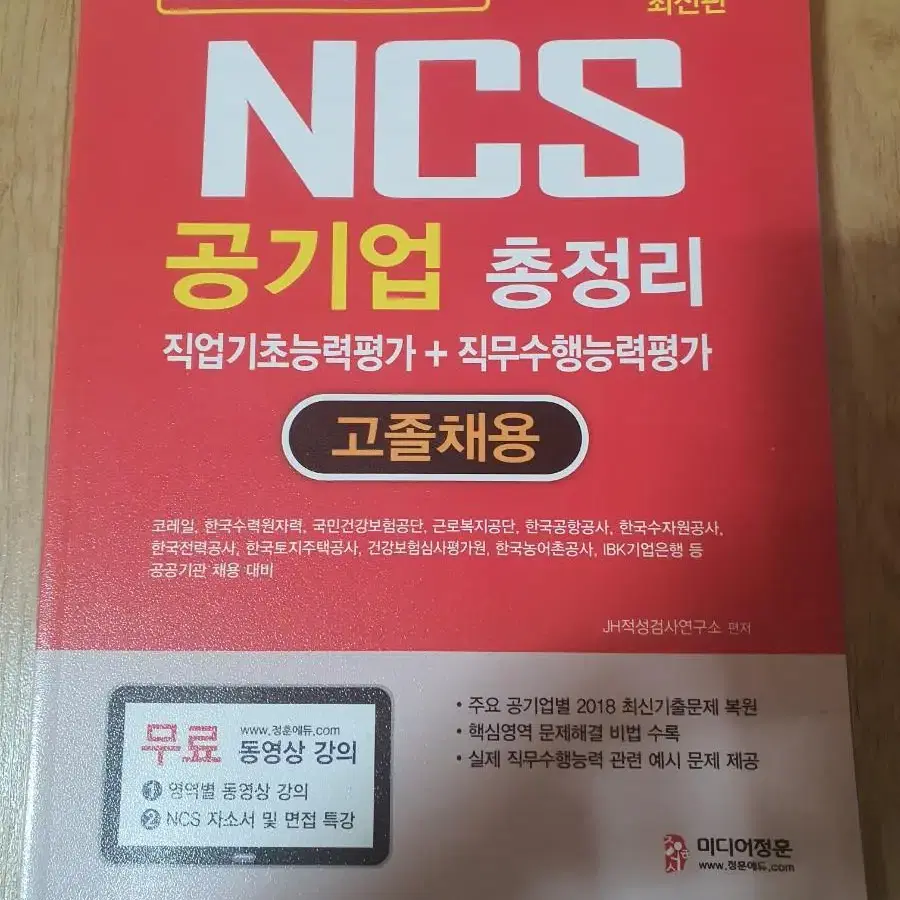 최신판
NCS
공기업 총정리
직업기초능력평가 + 직무수행능력평가
고졸채용
코레일, 한국수력원자력, 국민건강보험공단, 근로복지공단, 한국공항공사, 한국수자원공사,
한국전력공사, 한국토지주택공사, 건강보험심사평가원, 한국농어촌공사, IBK기업은행 등
공공기관 채용 대비
JH적성검사연구소 편저
무료 www.정훈에듀.com
동영상 강의
1 영역별 동영상 강의
2 NCS 자소서 및 면접 특강
• 주요 공기업별 2018 최신기출문제 복원
• 핵심영역 문제해결 비법 수록
• 실제 직무수행능력 관련 예시 문제 제공
미디어정훈
www.정훈에듀.com